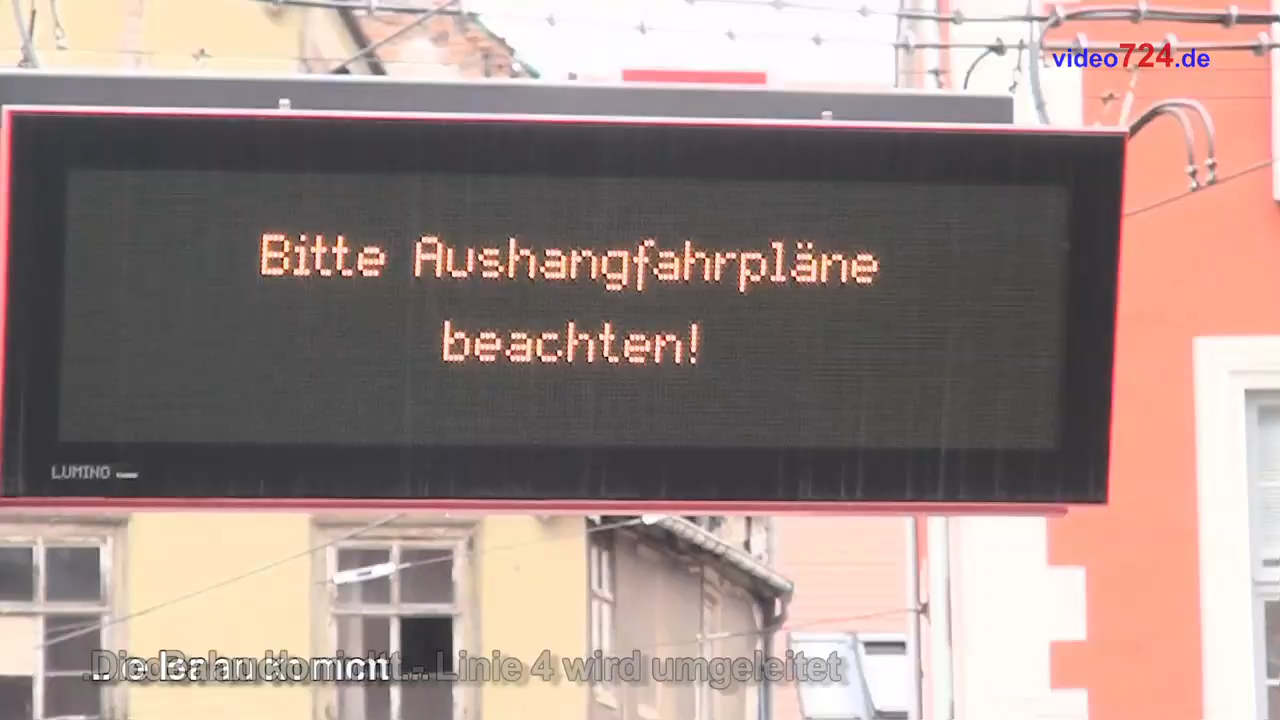 video724.de
Bitte Aushangfahrpläne
beachten!
LUMINO
Linie 4 wird umgeleitet